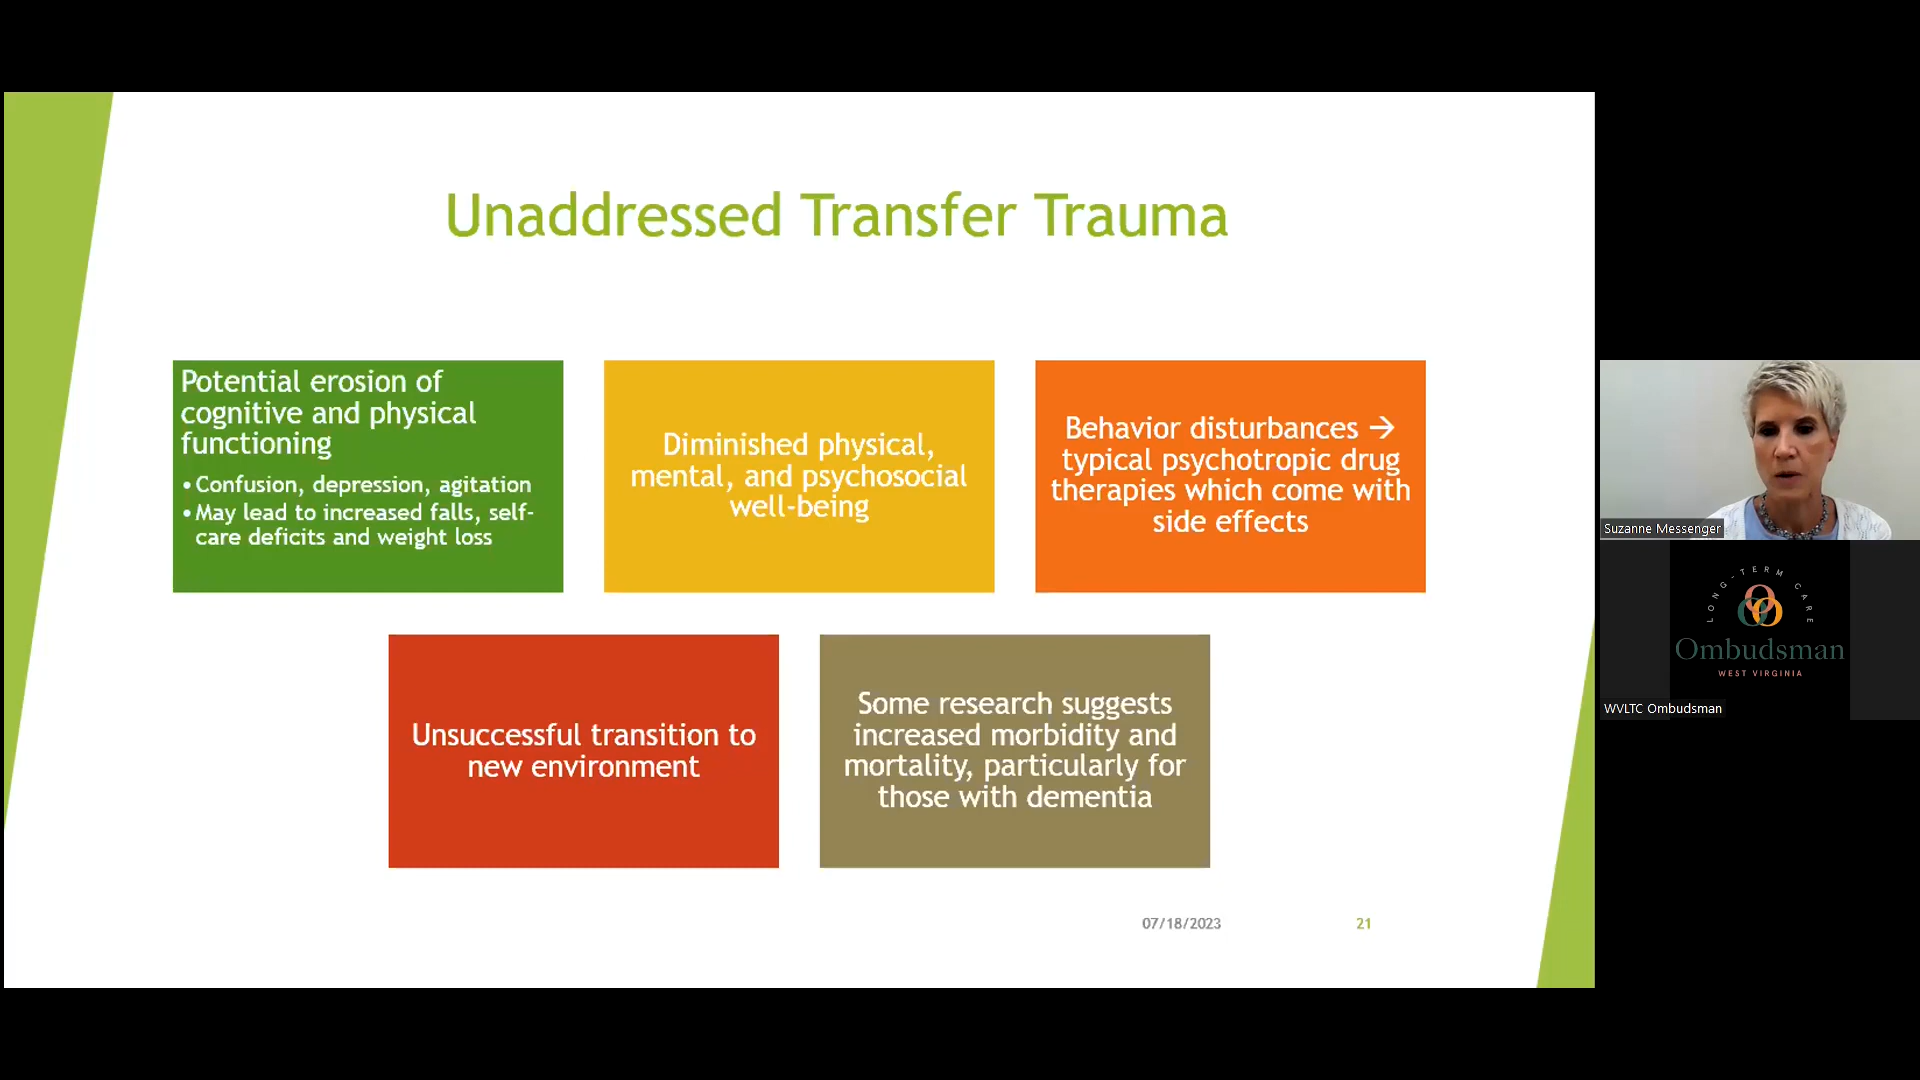 Unaddressed Transfer Trauma
Potential erosion of
cognitive and physical
functioning
• Confusion, depression, agitation
• May lead to increased falls, self-
care deficits and weight loss
Diminished physical,
mental, and psychosocial
well-being
Behavior disturbances →
typical psychotropic drug
therapies which come with
side effects
Unsuccessful transition to
new environment
Some research suggests
increased morbidity and
mortality, particularly for
those with dementia
07/18/2023
21
Suzanne Messenger
LONG-TERM CARE
Ombudsman
WEST VIRGINIA
WVLTC Ombudsman